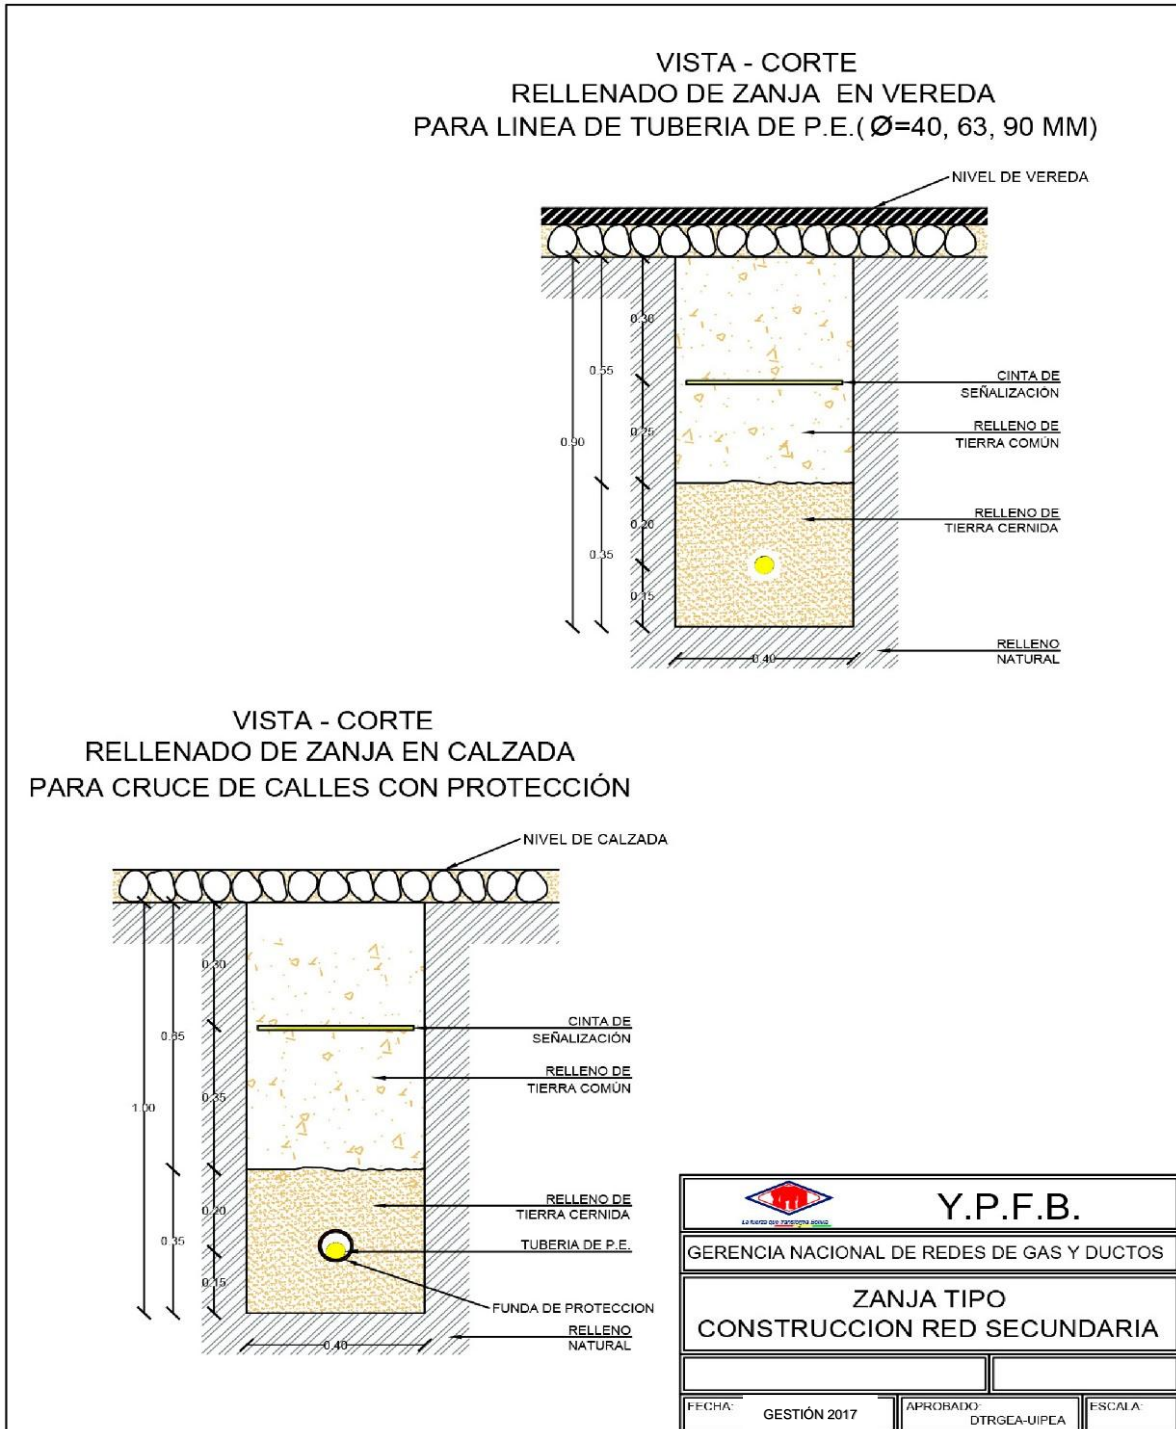 VISTA - CORTE
RELLENADO DE ZANJA EN VEREDA
PARA LINEA DE TUBERIA DE P.E.( Ø=40, 63, 90 MM)
NIVEL DE VEREDA
0.30
0.55
CINTA DE
SEÑALIZACIÓN
RELLENO DE
TIERRA COMÚN
0.25
0.90
RELLENO DE
TIERRA CERNIDA
0.20
0.35
0.15
RELLENO
NATURAL
0.40
VISTA - CORTE
RELLENADO DE ZANJA EN CALZADA
PARA CRUCE DE CALLES CON PROTECCIÓN
NIVEL DE CALZADA
0.30
CINTA DE
SEÑALIZACIÓN
0.65
RELLENO DE
TIERRA COMÚN
0.35
1.00
RELLENO DE
TIERRA CERNIDA
0.20
0.35
TUBERIA DE P.E.
0.15
FUNDA DE PROTECCION
RELLENO
NATURAL
0.40
La fuerza que transforma Bolivia
Y.P.F.B.
GERENCIA NACIONAL DE REDES DE GAS Y DUCTOS
ZANJA TIPO
CONSTRUCCION RED SECUNDARIA
FECHA:
GESTIÓN 2017
APROBADO:
DTRGEA-UIPEA
ESCALA: